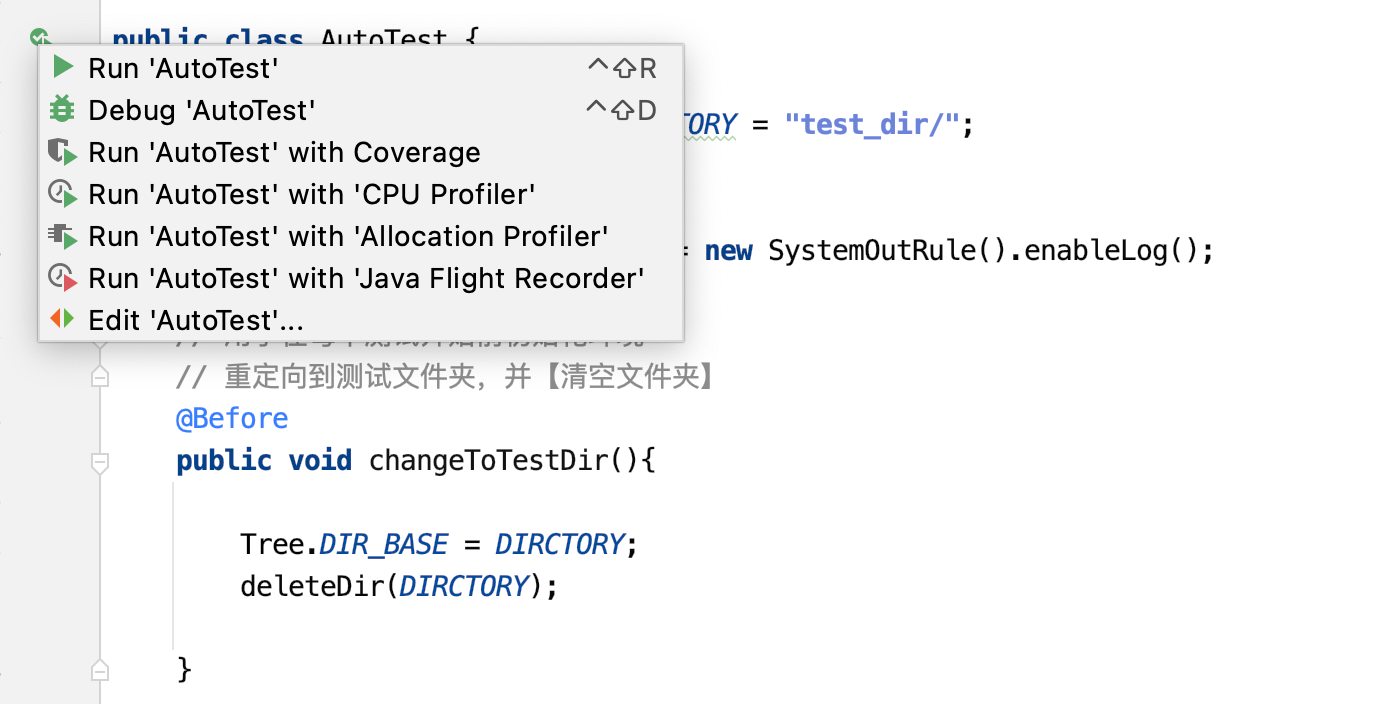 public class AutoTest {
Run 'AutoTest' ^⇧R
Debug 'AutoTest' ^⇧D
TORY = "test_dir/";
Run 'AutoTest' with Coverage
Run 'AutoTest' with 'CPU Profiler'
Run 'AutoTest' with 'Allocation Profiler'
= new SystemOutRule().enableLog();
Run 'AutoTest' with 'Java Flight Recorder'
Edit 'AutoTest'...
// 重定向到测试文件夹，并【清空文件夹】
@Before
public void changeToTestDir(){
Tree.DIR_BASE = DIRCTORY;
deleteDir(DIRCTORY);
}